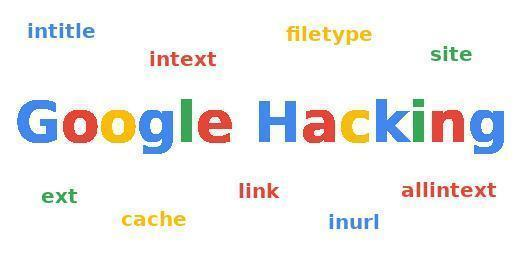 intitle
filetype
intext
site
Google Hacking
ext
link
allintext
cache
inurl